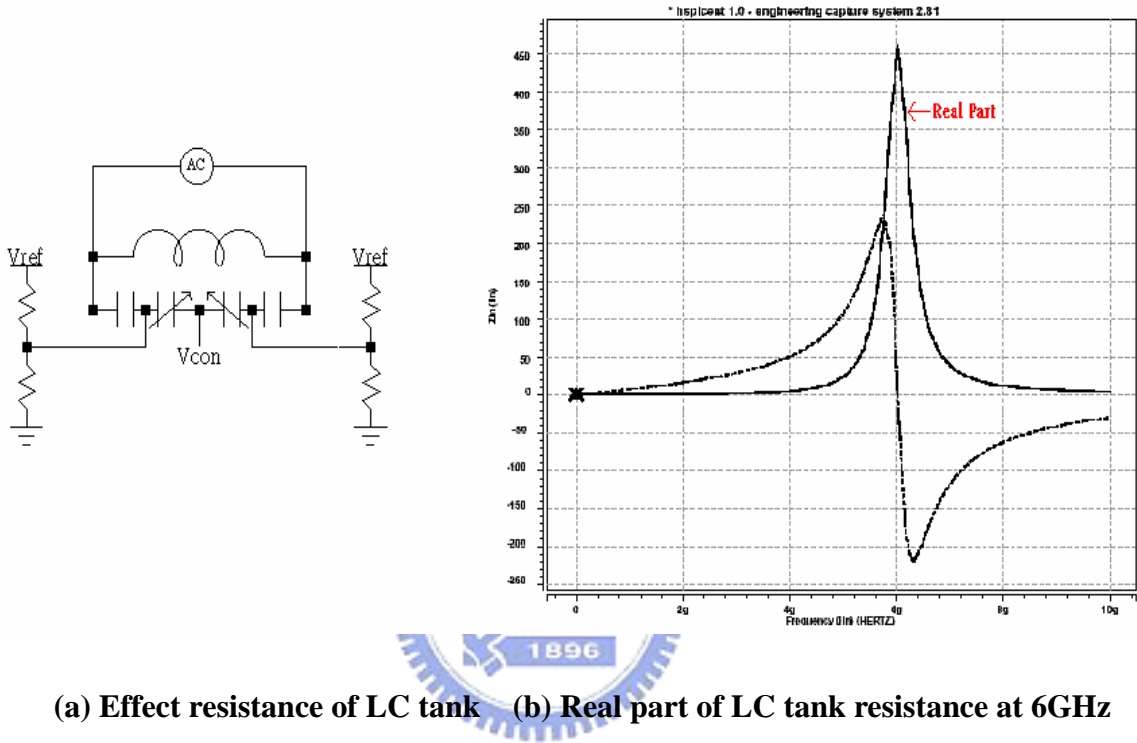 * hspicent 1.0 - engineering capture system 2.81
450
400
Real Part
350
300
AC
250
200
Vref Vref
150
100
Vcon
50
0
-50
-100
-150
-200
-250
0 2g 4g 6g 8g 10g
Frequency (lin) (HERTZ)
1896
(a) Effect resistance of LC tank (b) Real part of LC tank resistance at 6GHz